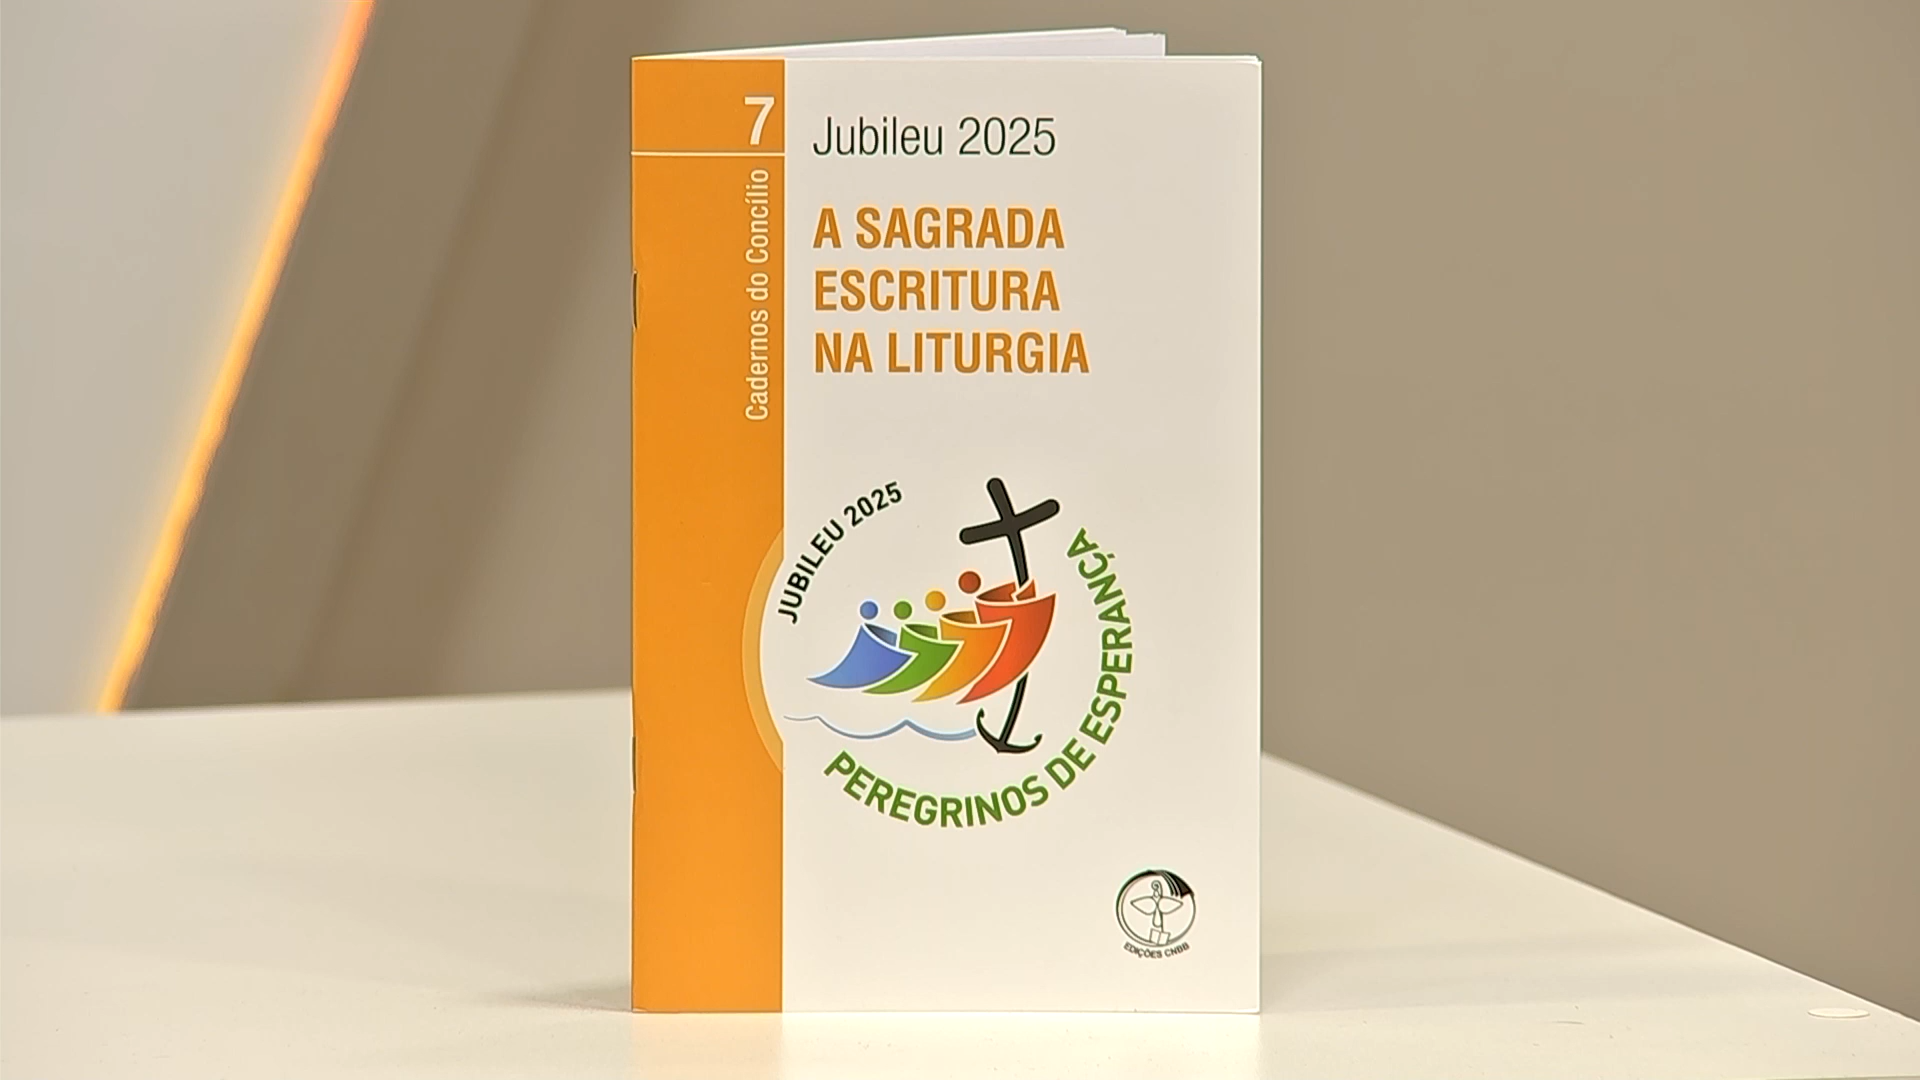 7
Cadernos do Concílio
Jubileu 2025
A SAGRADA
ESCRITURA
NA LITURGIA
JUBILEU 2025
PEREGRINOS DE ESPERANÇA
EDIÇÕES CNBB